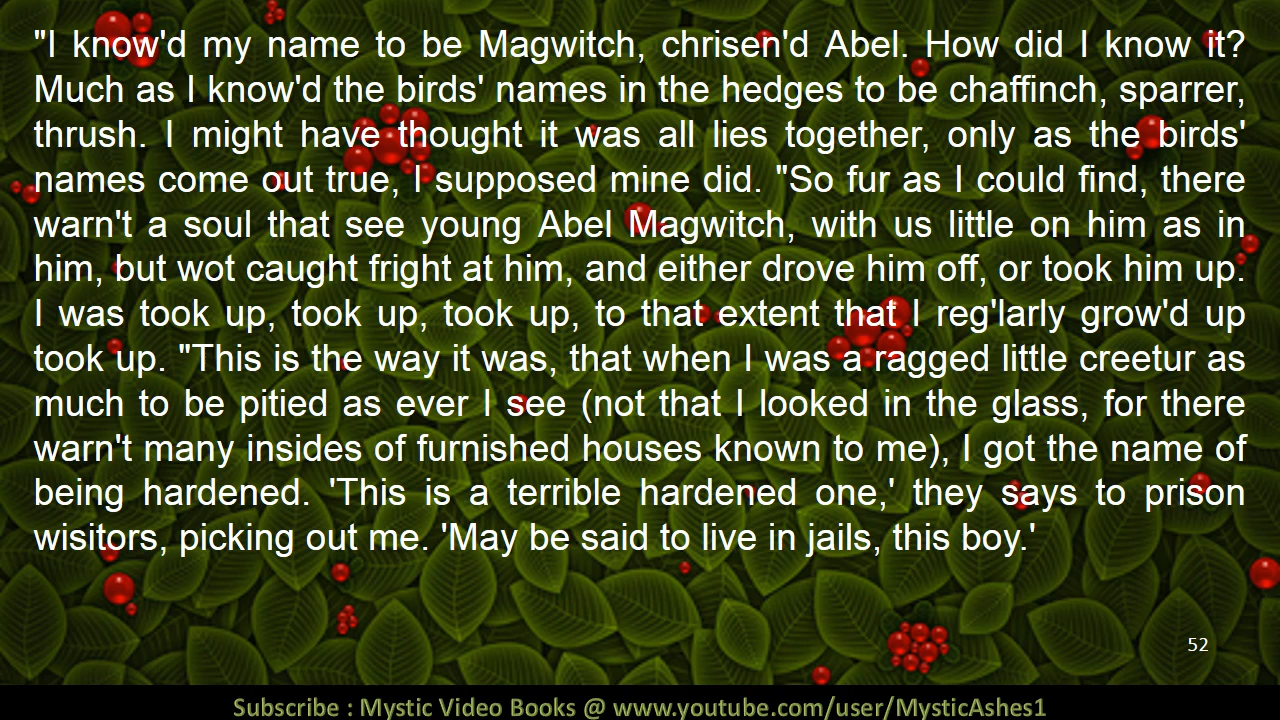 "I know'd my name to be Magwitch, chrisen'd Abel. How did I know it?
Much as I know'd the birds' names in the hedges to be chaffinch, sparrer,
thrush. I might have thought it was all lies together, only as the birds'
names come out true, I supposed mine did. "So fur as I could find, there
warn't a soul that see young Abel Magwitch, with us little on him as in
him, but wot caught fright at him, and either drove him off, or took him up.
I was took up, took up, took up, to that extent that I reg'larly grow'd up
took up. "This is the way it was, that when I was a ragged little creetur as
much to be pitied as ever I see (not that I looked in the glass, for there
warn't many insides of furnished houses known to me), I got the name of
being hardened. 'This is a terrible hardened one,' they says to prison
wisitors, picking out me. 'May be said to live in jails, this boy.'
52
Subscribe : Mystic Video Books @ www.youtube.com/user/MysticAshes1